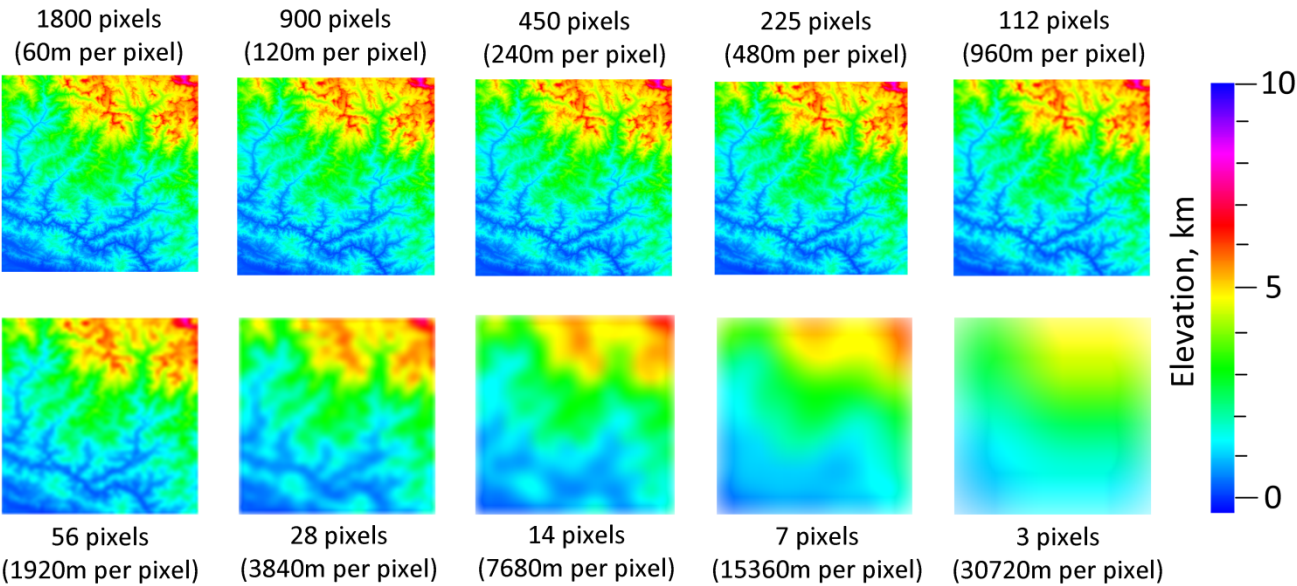 1800 pixels
(60m per pixel)
900 pixels
(120m per pixel)
450 pixels
(240m per pixel)
225 pixels
(480m per pixel)
112 pixels
(960m per pixel)
10
5
0
Elevation, km
56 pixels
(1920m per pixel)
28 pixels
(3840m per pixel)
14 pixels
(7680m per pixel)
7 pixels
(15360m per pixel)
3 pixels
(30720m per pixel)